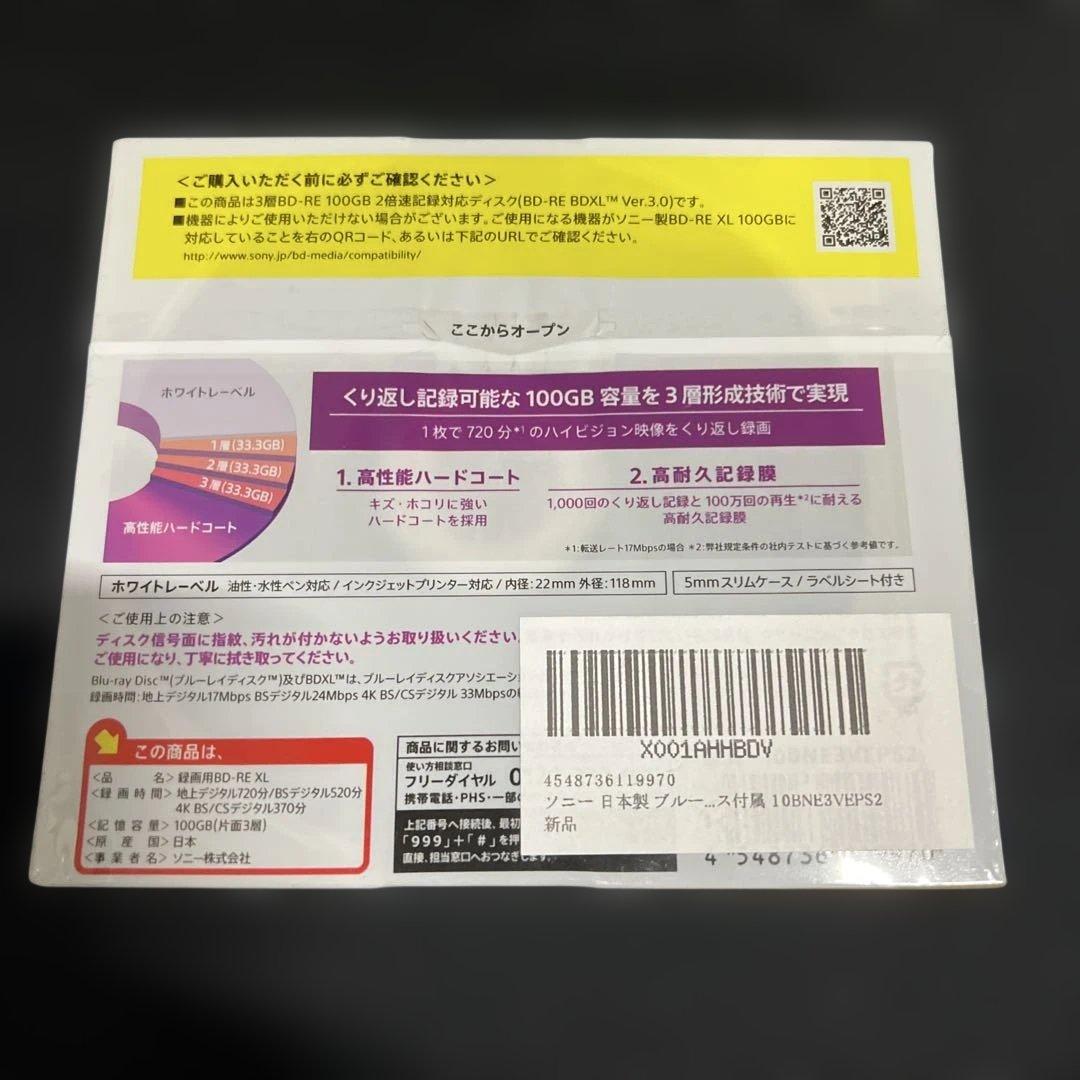 ＜ご購入いただく前に必ずご確認ください＞
■この商品は3層BD-RE 100GB 2倍速記録対応ディスク(BD-RE BDXL™ Ver.3.0)です。
■機器によりご使用いただけない場合がございます。ご使用になる機器がソニー製BD-RE XL 100GBに
対応していることを右のQRコード、あるいは下記のURLでご確認ください。
http://www.sony.jp/bd-media/compatibility/
ここからオープン
ホワイトレーベル
1層(33.3GB)
2層(33.3GB)
3層(33.3GB)
高性能ハードコート
くり返し記録可能な100GB容量を3層形成技術で実現
1枚で720分*1のハイビジョン映像をくり返し録画
1. 高性能ハードコート
キズ・ホコリに強い
ハードコートを採用
2. 高耐久記録膜
1,000回のくり返し記録と100万回の再生*2に耐える
高耐久記録膜
*1:転送レート17Mbpsの場合 *2:弊社規定条件の社内テストに基づく参考値です。
ホワイトレーベル 油性・水性ペン対応 / インクジェットプリンター対応 / 内径:22mm 外径:118mm
5mmスリムケース / ラベルシート付き
＜ご使用上の注意＞
ディスク信号面に指紋、汚れが付かないようお取り扱いください。
ご使用になり、丁寧に拭き取ってください。
Blu-ray Disc™(ブルーレイディスク™)及びBDXL™は、ブルーレイディスクアソシエーシ
録画時間:地上デジタル17Mbps BSデジタル24Mbps 4K BS/CSデジタル 33Mbpsの
この商品は、
＜品 名＞録画用BD-RE XL
＜録画時間＞地上デジタル720分/BSデジタル520分
4K BS/CSデジタル370分
＜記憶容量＞100GB(片面3層)
＜原産国＞日本
＜事業者名＞ソニー株式会社
商品に関するお問い
使い方相談窓口
フリーダイヤル 0
携帯電話・PHS・一部の
上記番号へ接続後、最初
「999」+「#」を押
直接、担当窓口へおつなぎします。
X001AHHBDV
4548736119970
ソニー 日本製 ブルー...ス付属 10BNE3VEPS2
新品
10BNE3VEPS2
4 548736 119970